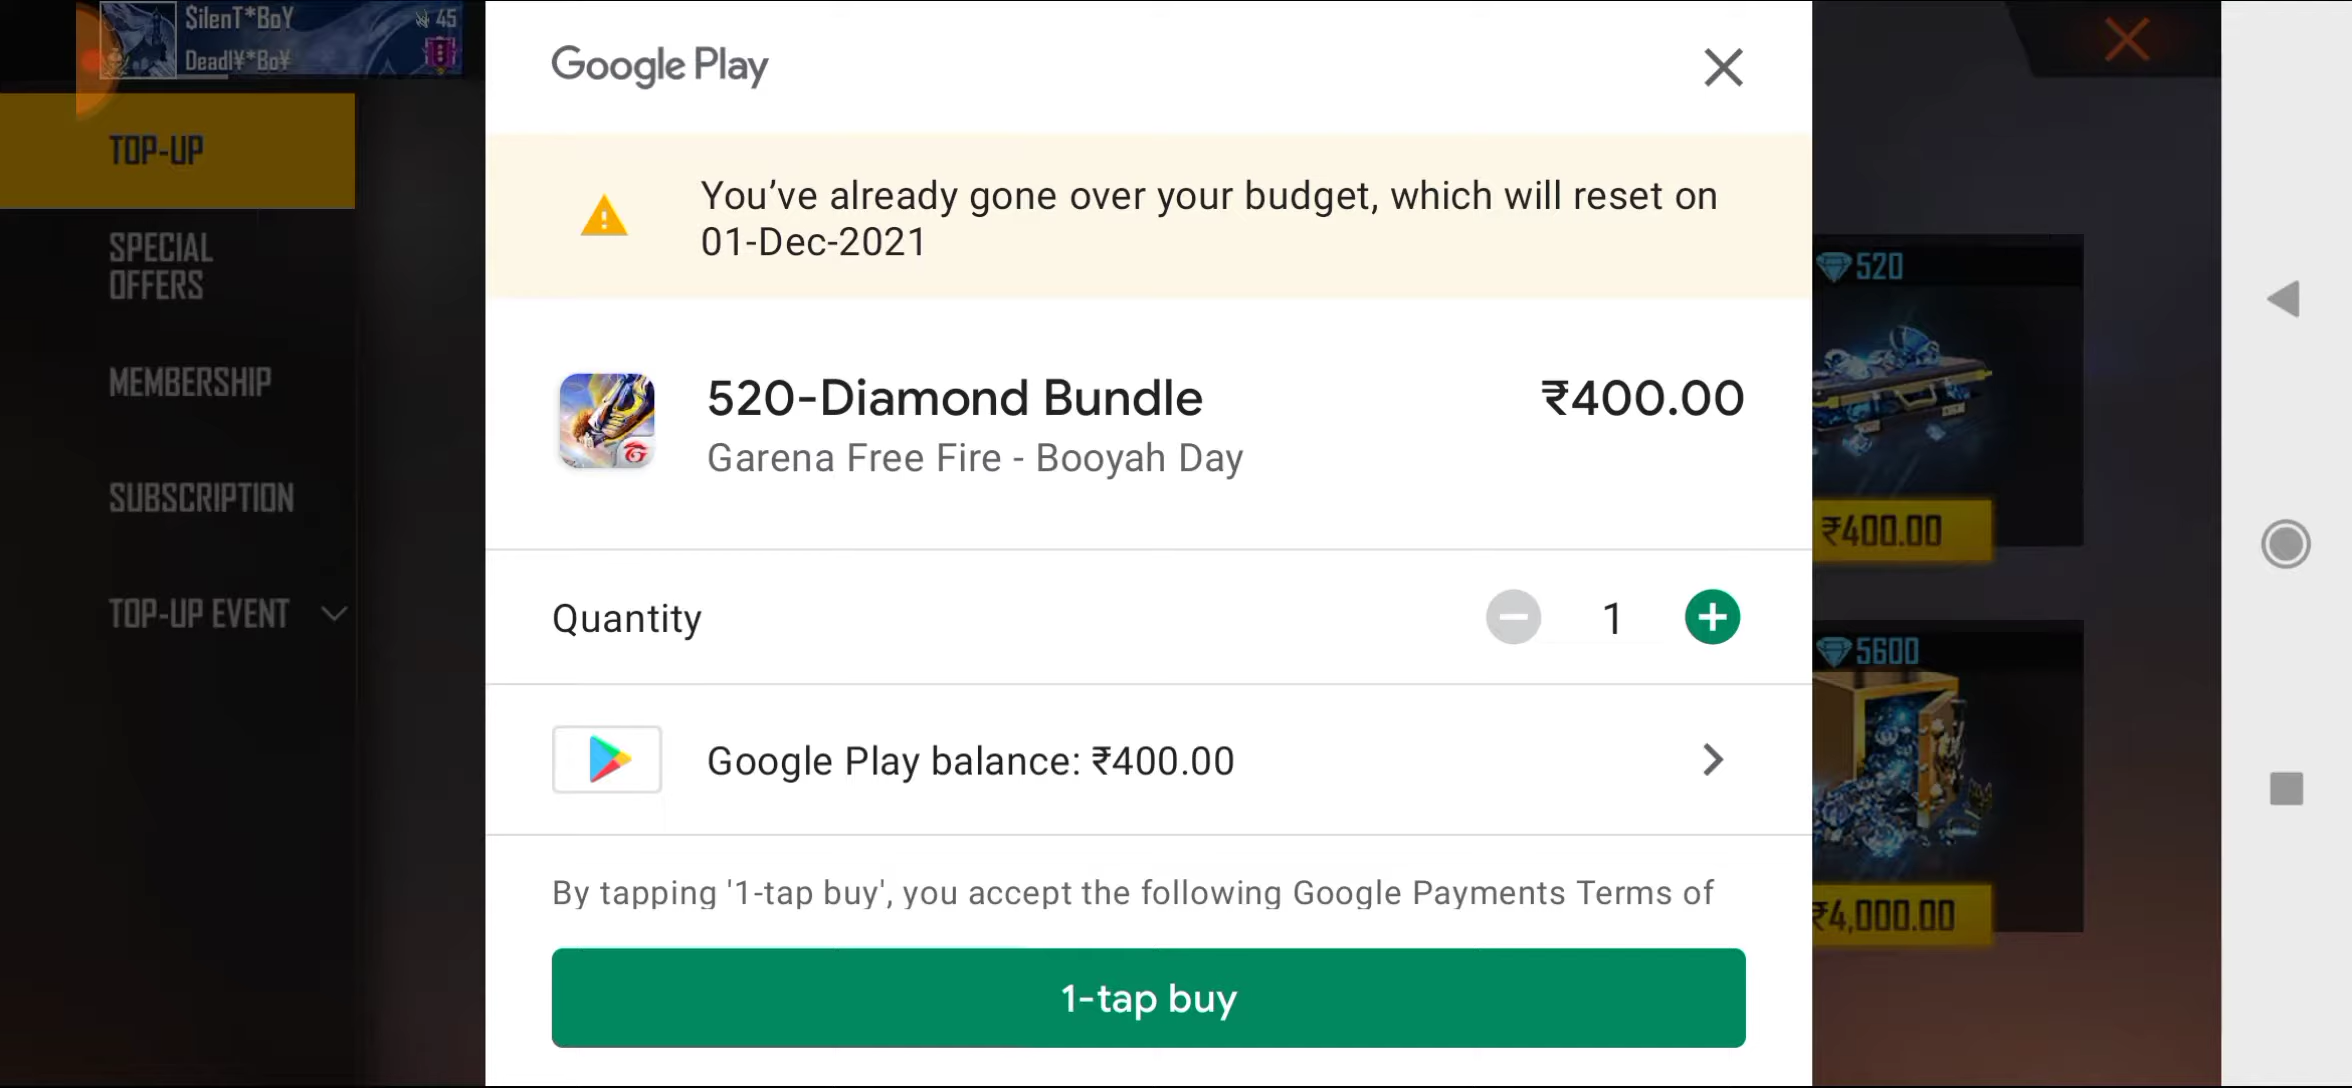 $ilenT*BoY
45
Deadl¥*Bo¥
TOP-UP
SPECIAL
OFFERS
MEMBERSHIP
SUBSCRIPTION
TOP-UP EVENT
Google Play
You’ve already gone over your budget, which will reset on
01-Dec-2021
520-Diamond Bundle
₹400.00
Garena Free Fire - Booyah Day
Quantity
1
Google Play balance: ₹400.00
By tapping '1-tap buy', you accept the following Google Payments Terms of
1-tap buy
520
₹400.00
5600
₹4,000.00